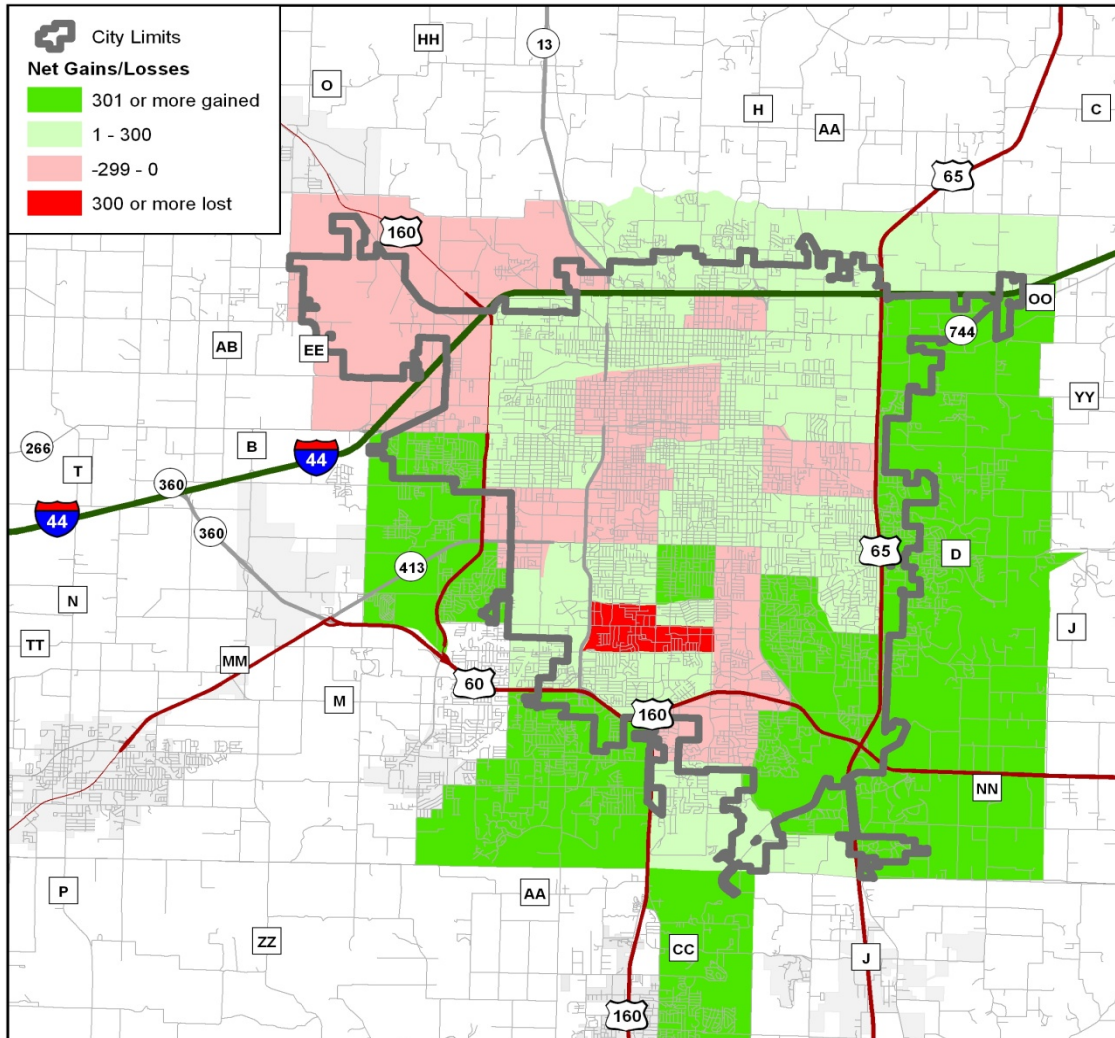 City Limits
Net Gains/Losses
301 or more gained
1 - 300
-299 - 0
300 or more lost
HH
13
O
H
C
AA
65
160
OO
744
AB
EE
YY
B
266
T
44
360
44
360
65
D
413
N
J
TT
MM
60
M
160
NN
P
AA
ZZ
CC
J
160